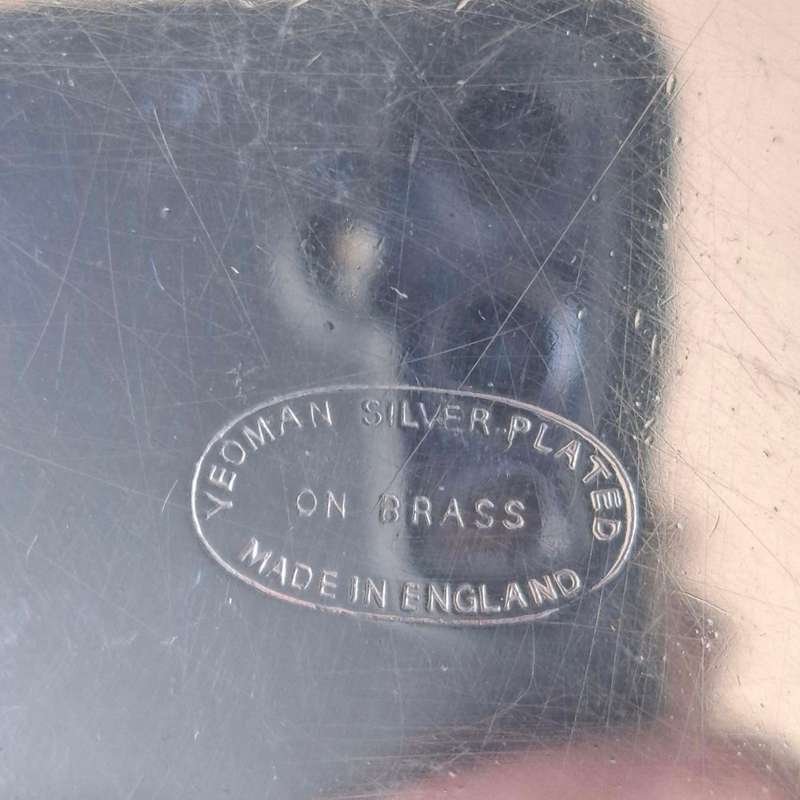 YEOMAN SILVER-PLATED
ON BRASS
MADE IN ENGLAND